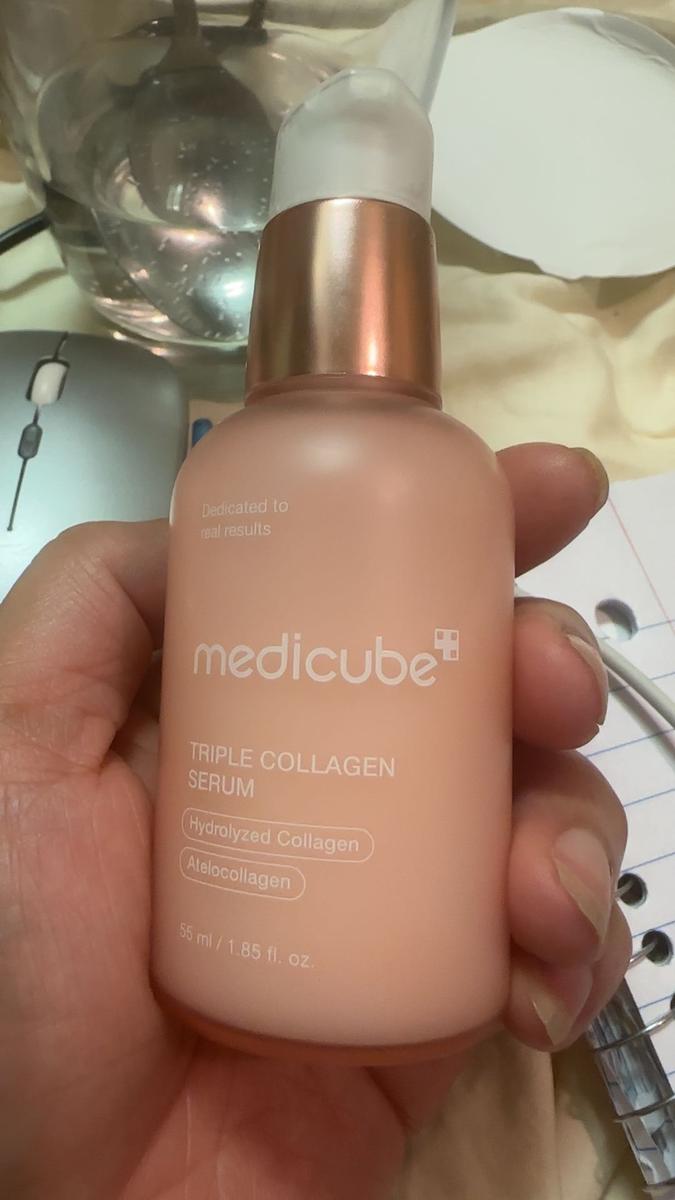 Dedicated to
real results
medicube
TRIPLE COLLAGEN
SERUM
Hydrolyzed Collagen
Atelocollagen
55 ml / 1.85 fl. oz.